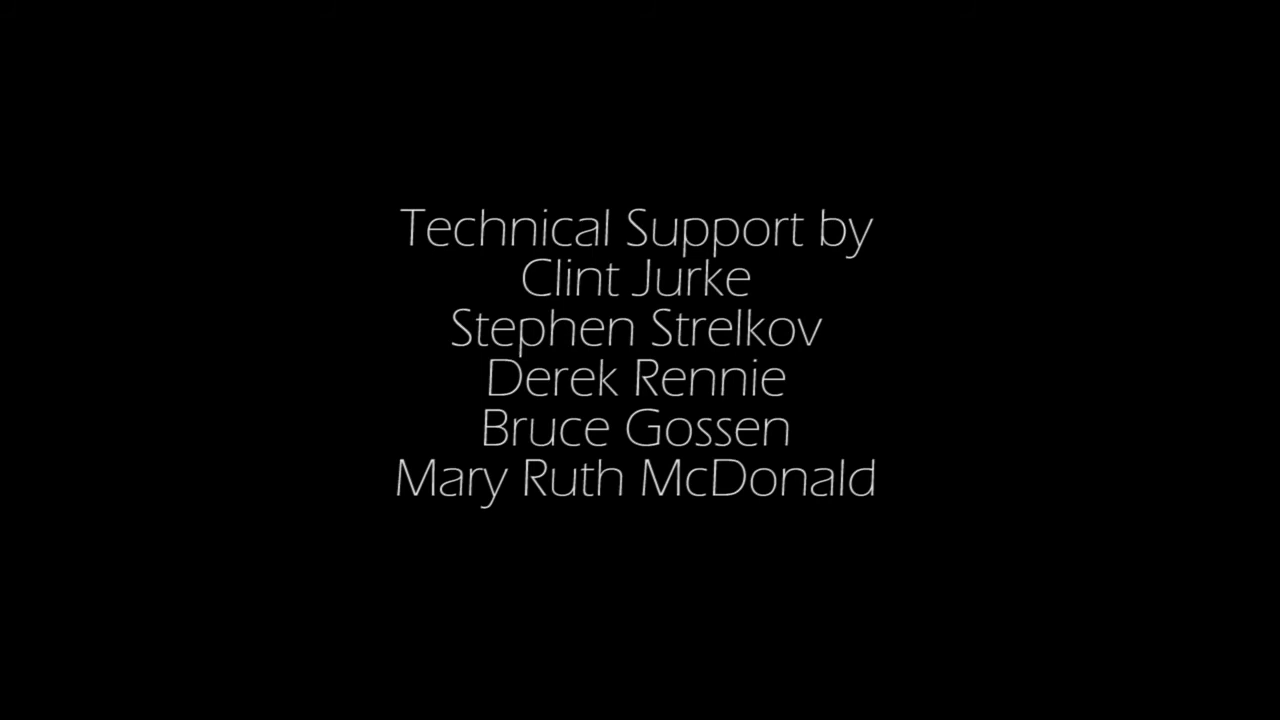 Technical Support by
Clint Jurke
Stephen Strelkov
Derek Rennie
Bruce Gossen
Mary Ruth McDonald